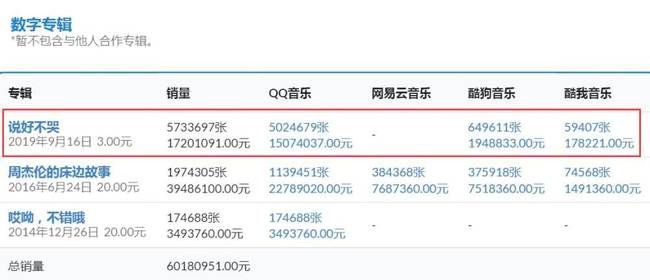 数字专辑
*暂不包含与他人合作专辑。
专辑 销量 QQ音乐 网易云音乐 酷狗音乐 酷我音乐
说好不哭 5733697张 5024679张 - 649611张 59407张
2019年9月16日 3.00元 17201091.00元 15074037.00元 1948833.00元 178221.00元
周杰伦的床边故事 1974305张 1139451张 384368张 375918张 74568张
2016年6月24日 20.00元 39486100.00元 22789020.00元 7687360.00元 7518360.00元 1491360.00元
哎呦，不错哦 174688张 174688张 - - -
2014年12月26日 20.00元 3493760.00元 3493760.00元
总销量 60180951.00元